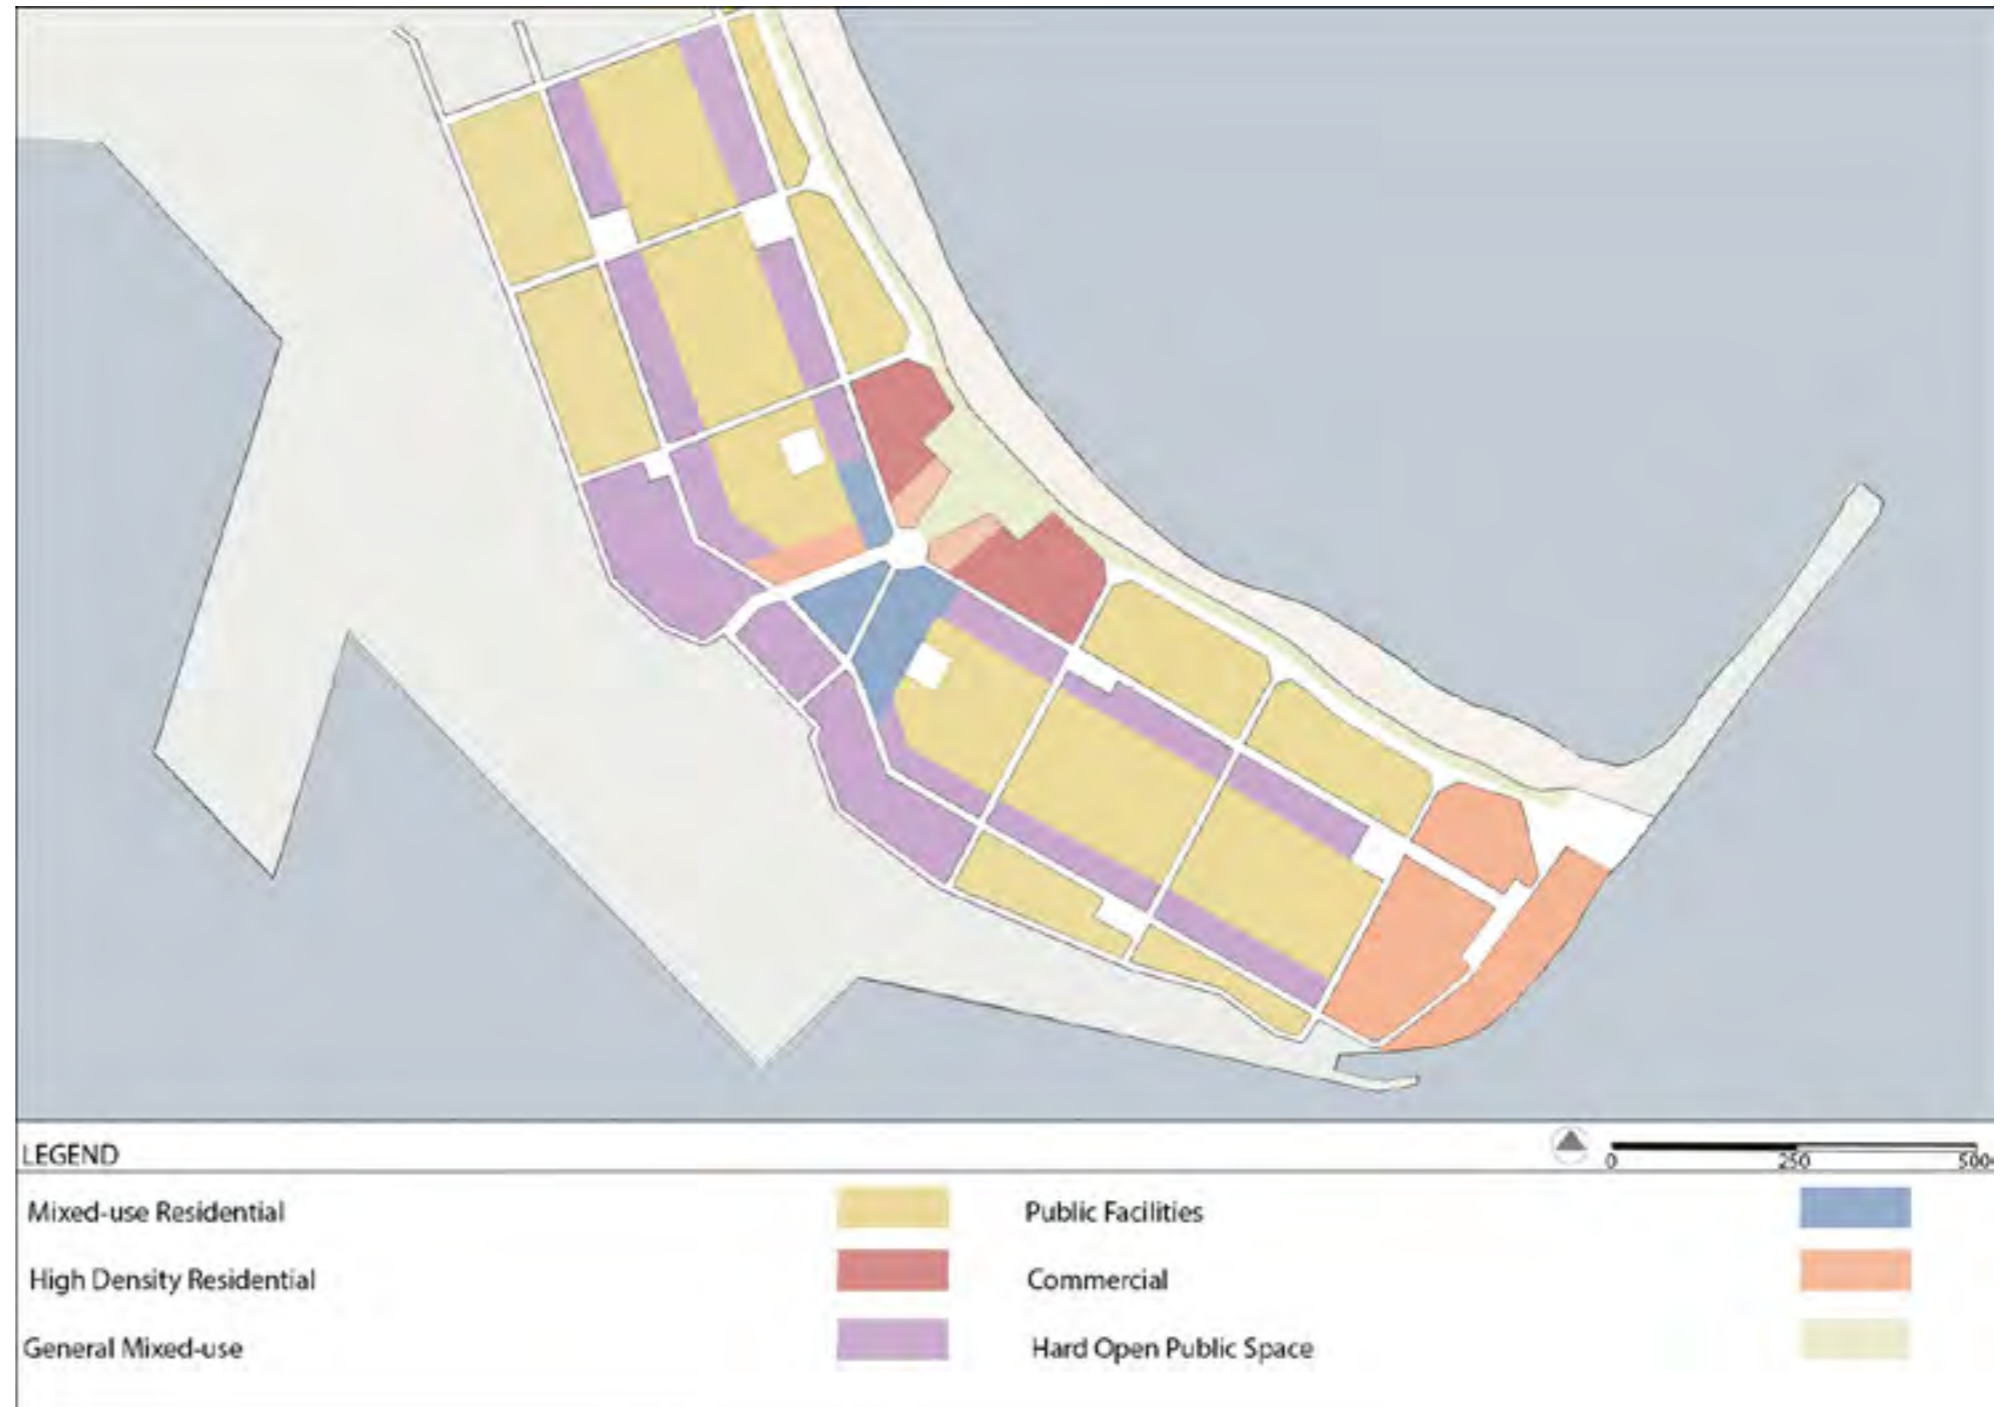 LEGEND
0 250 500
Mixed-use Residential
Public Facilities
High Density Residential
Commercial
General Mixed-use
Hard Open Public Space